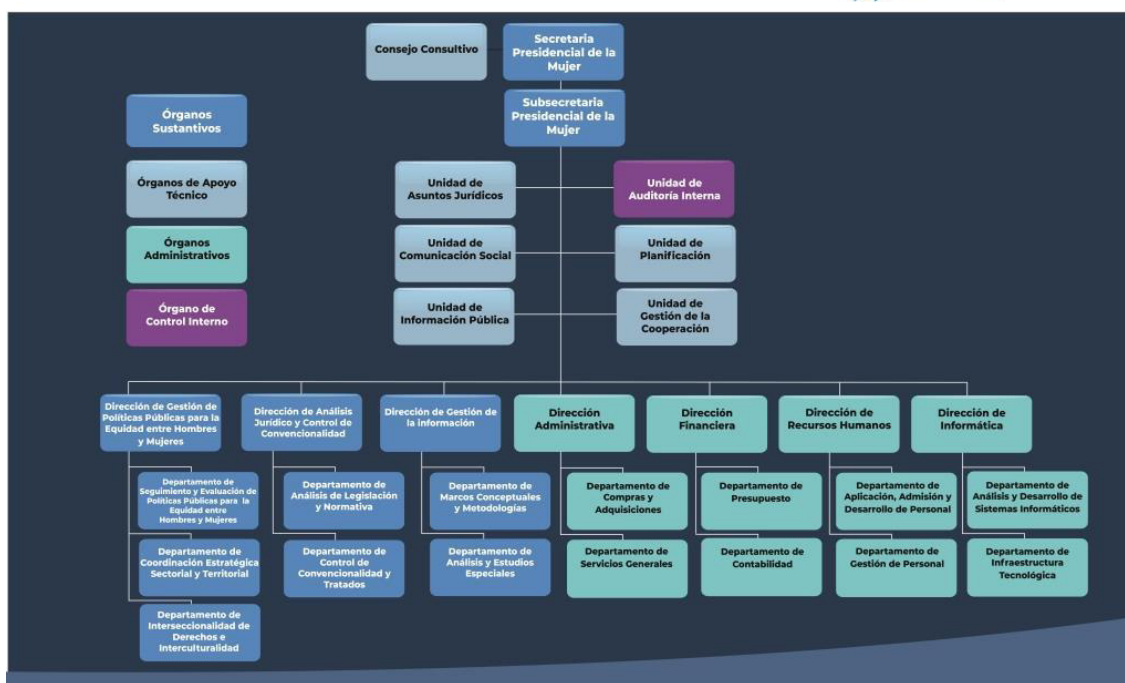 Consejo Consultivo
Secretaria
Presidencial de la
Mujer
Subsecretaria
Presidencial de la
Mujer
Órganos
Sustantivos
Órganos de Apoyo
Técnico
Órganos
Administrativos
Órgano de
Control Interno
Unidad de
Asuntos Jurídicos
Unidad de
Auditoría Interna
Unidad de
Comunicación Social
Unidad de
Planificación
Unidad de
Información Pública
Unidad de
Gestión de la
Cooperación
Dirección de Gestión de
Políticas Públicas para la
Equidad entre Hombres
y Mujeres
Dirección de Análisis
Jurídico y Control de
Convencionalidad
Dirección de Gestión de
la información
Dirección
Administrativa
Dirección
Financiera
Dirección de
Recursos Humanos
Dirección de
Informática
Departamento de
Seguimiento y Evaluación de
Políticas Públicas para la
Equidad entre
Hombres y Mujeres
Departamento de
Análisis de Legislación
y Normativa
Departamento de
Marcos Conceptuales
y Metodologías
Departamento de
Compras y
Adquisiciones
Departamento de
Presupuesto
Departamento de
Aplicación, Admisión y
Desarrollo de Personal
Departamento de
Análisis y Desarrollo de
Sistemas Informáticos
Departamento de
Coordinación Estratégica
Sectorial y Territorial
Departamento de
Control de
Convencionalidad y
Tratados
Departamento de
Análisis y Estudios
Especiales
Departamento de
Servicios Generales
Departamento de
Contabilidad
Departamento de
Gestión de Personal
Departamento de
Infraestructura
Tecnológica
Departamento de
Interseccionalidad de
Derechos e
Interculturalidad